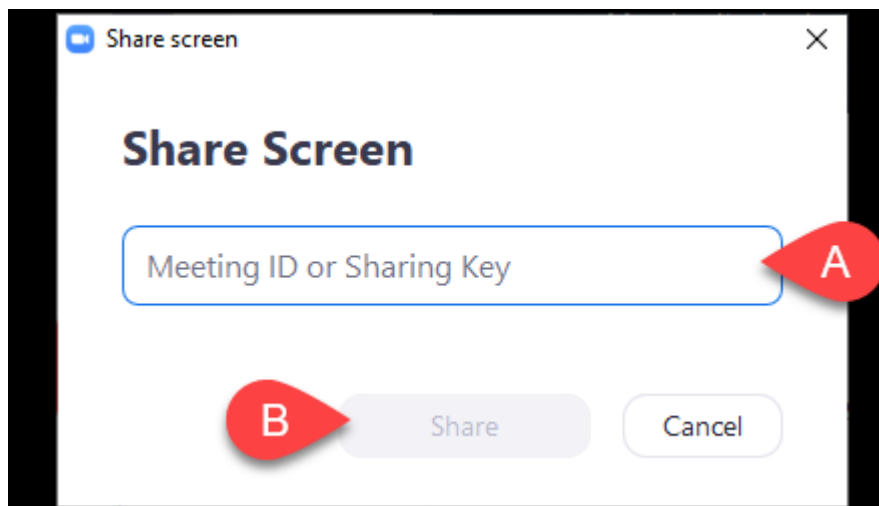 Share screen
Share Screen
Meeting ID or Sharing Key
A
B
Share
Cancel